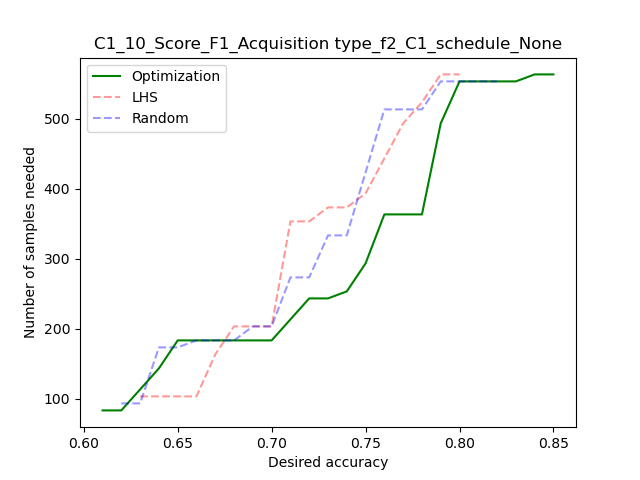 C1_10_Score_F1_Acquisition type_f2_C1_schedule_None
Optimization
LHS
Random
500
400
300
200
100
Number of samples needed
0.60 0.65 0.70 0.75 0.80 0.85
Desired accuracy